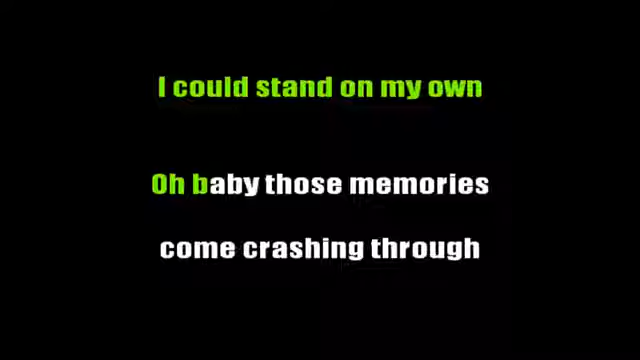 I could stand on my own
Oh baby those memories
come crashing through